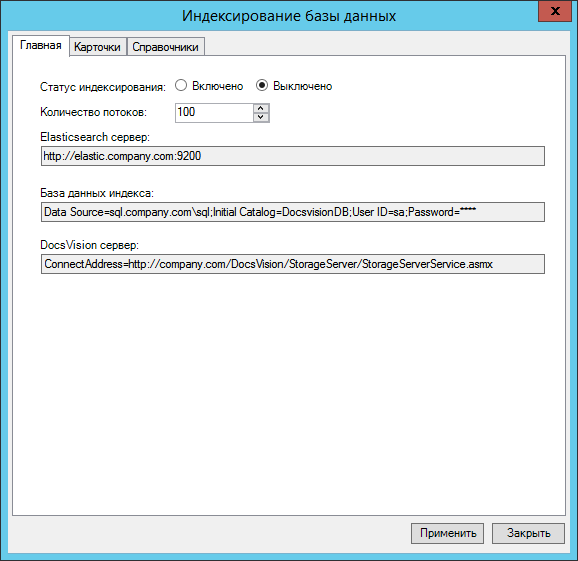 Индексирование базы данных
Главная Карточки Справочники
Статус индексирования: Включено Выключено
Количество потоков: 100
Elasticsearch сервер:
http://elastic.company.com:9200
База данных индекса:
Data Source=sql.company.com\sql;Initial Catalog=DocsvisionDB;User ID=sa;Password=****
DocsVision сервер:
ConnectAddress=http://company.com/DocsVision/StorageServer/StorageServerService.asmx
Применить Закрыть